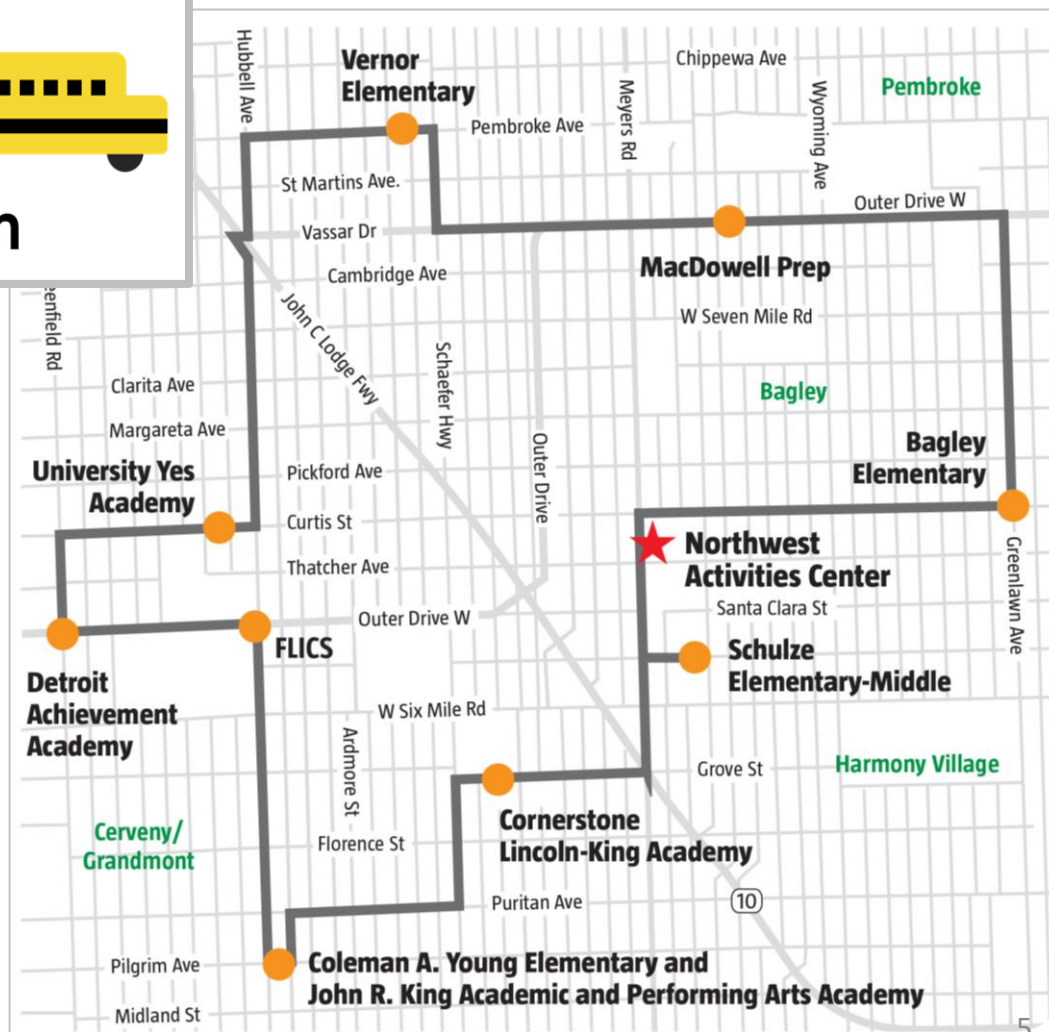 n
Hubbell Ave
Vernor
Elementary
Chippewa Ave
Meyers Rd
Wyoming Ave
Pembroke
Pembroke Ave
St Martins Ave.
Outer Drive W
Vassar Dr
MacDowell Prep
Cambridge Ave
enfield Rd
John C Lodge Fwy
W Seven Mile Rd
Schaefer Hwy
Clarita Ave
Bagley
Margareta Ave
Outer Drive
Bagley
Elementary
University Yes
Academy
Pickford Ave
Curtis St
Northwest
Activities Center
Greenlawn Ave
Thatcher Ave
Santa Clara St
Outer Drive W
FLICS
Schulze
Elementary-Middle
Detroit
Achievement
Academy
W Six Mile Rd
Ardmore St
Grove St
Harmony Village
Cornerstone
Lincoln-King Academy
Cerveny/
Grandmont
Florence St
Puritan Ave
10
Pilgrim Ave
Coleman A. Young Elementary and
John R. King Academic and Performing Arts Academy
Midland St
5